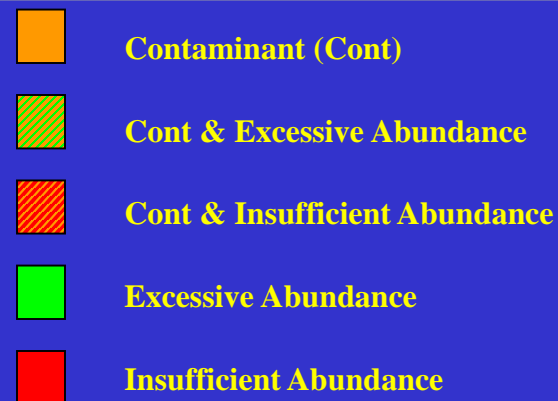 Contaminant (Cont)
Cont & Excessive Abundance
Cont & Insufficient Abundance
Excessive Abundance
Insufficient Abundance